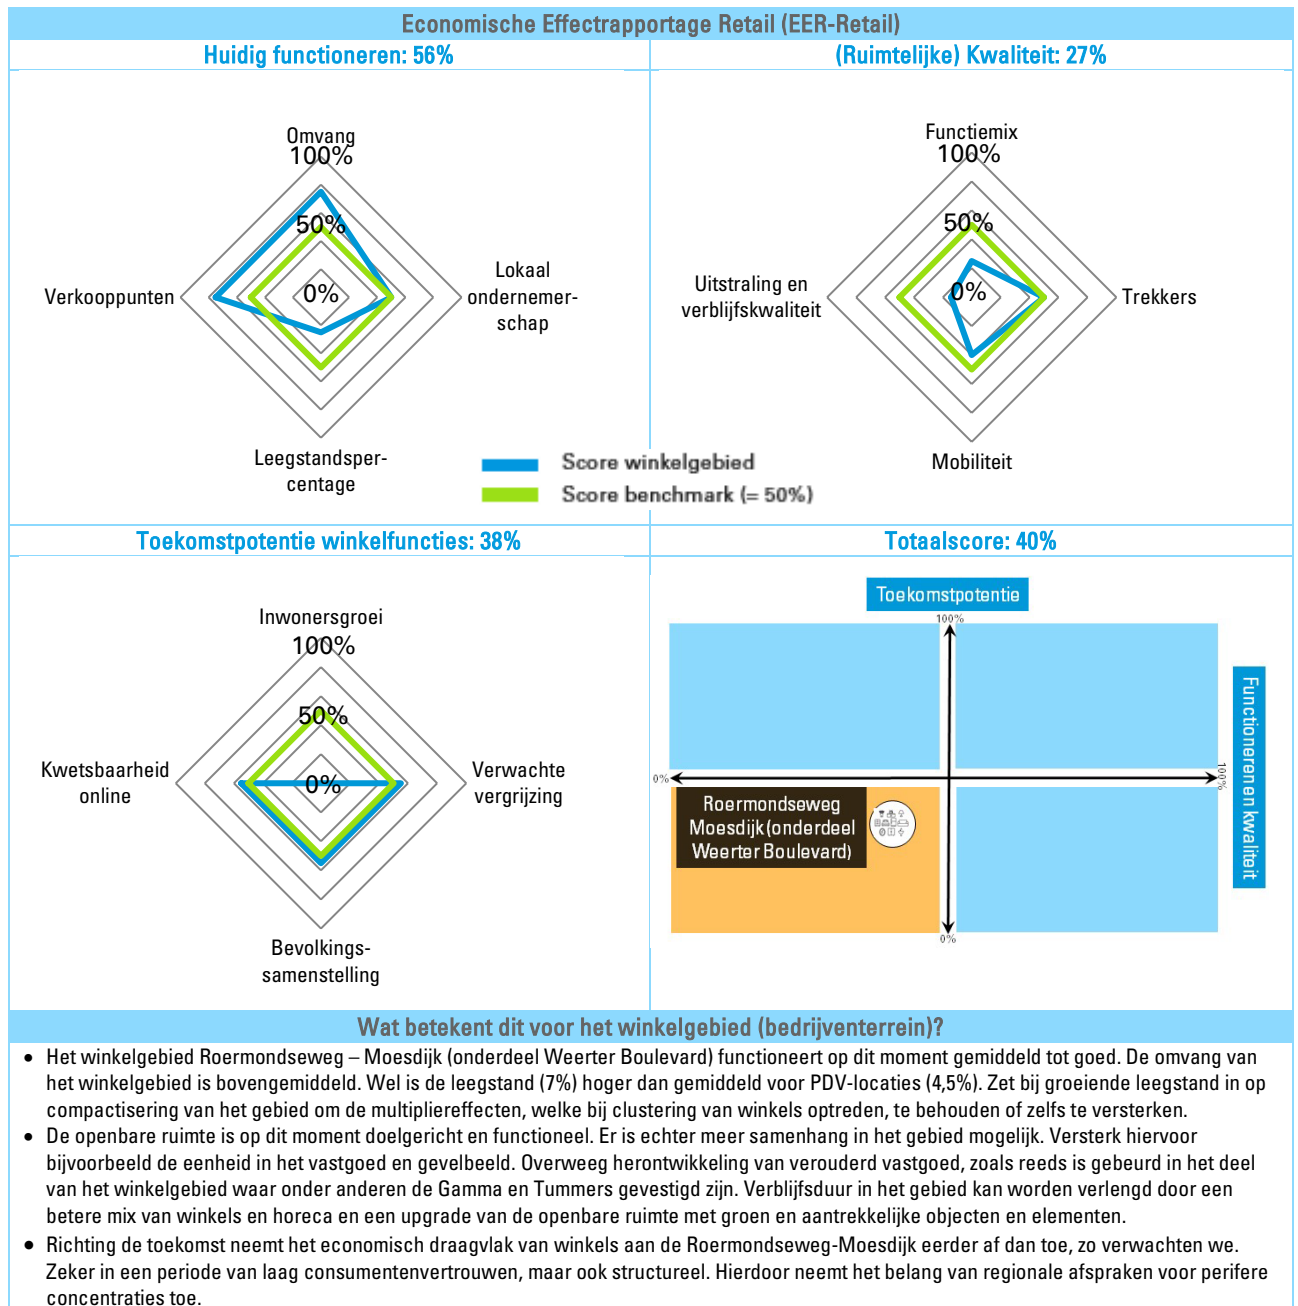 Economische Effectrapportage Retail (EER-Retail)
Huidig functioneren: 56%
(Ruimtelijke) Kwaliteit: 27%
Omvang
100%
50%
0%
Verkooppunten
Lokaal
ondernemer-
schap
Leegstandsper-
centage
Functiemix
100%
50%
0%
Uitstraling en
verblijfskwaliteit
Trekkers
Mobiliteit
Score winkelgebied
Score benchmark (= 50%)
Toekomstpotentie winkelfuncties: 38%
Totaalscore: 40%
Inwonersgroei
100%
50%
0%
Kwetsbaarheid
online
Verwachte
vergrijzing
Bevolkings-
samenstelling
Toekomstpotentie
100%
0%
100%
Functioneren en kwaliteit
Roermondseweg
Moesdijk (onderdeel
Weerter Boulevard)
0%
Wat betekent dit voor het winkelgebied (bedrijventerrein)?
• Het winkelgebied Roermondseweg – Moesdijk (onderdeel Weerter Boulevard) functioneert op dit moment gemiddeld tot goed. De omvang van
het winkelgebied is bovengemiddeld. Wel is de leegstand (7%) hoger dan gemiddeld voor PDV-locaties (4,5%). Zet bij groeiende leegstand in op
compactisering van het gebied om de multipliereffecten, welke bij clustering van winkels optreden, te behouden of zelfs te versterken.
• De openbare ruimte is op dit moment doelgericht en functioneel. Er is echter meer samenhang in het gebied mogelijk. Versterk hiervoor
bijvoorbeeld de eenheid in het vastgoed en gevelbeeld. Overweeg herontwikkeling van verouderd vastgoed, zoals reeds is gebeurd in het deel
van het winkelgebied waar onder anderen de Gamma en Tummers gevestigd zijn. Verblijfsduur in het gebied kan worden verlengd door een
betere mix van winkels en horeca en een upgrade van de openbare ruimte met groen en aantrekkelijke objecten en elementen.
• Richting de toekomst neemt het economisch draagvlak van winkels aan de Roermondseweg-Moesdijk eerder af dan toe, zo verwachten we.
Zeker in een periode van laag consumentenvertrouwen, maar ook structureel. Hierdoor neemt het belang van regionale afspraken voor perifere
concentraties toe.